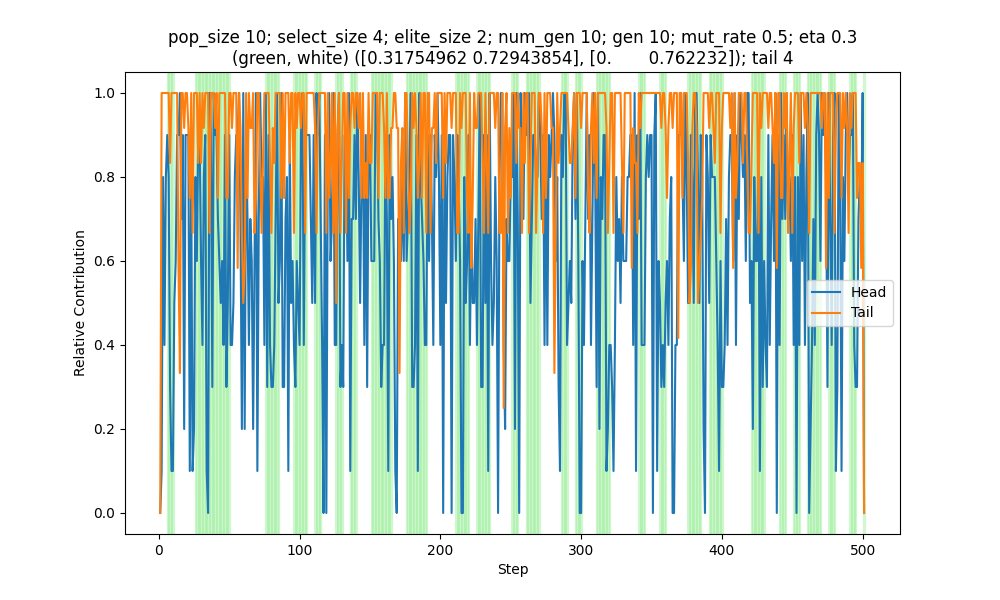 pop_size 10; select_size 4; elite_size 2; num_gen 10; gen 10; mut_rate 0.5; eta 0.3
(green, white) ([0.31754962 0.72943854], [0.       0.762232]); tail 4
1.0
0.8
0.6
0.4
0.2
0.0
Relative Contribution
Head
Tail
0
100
200
300
400
500
Step